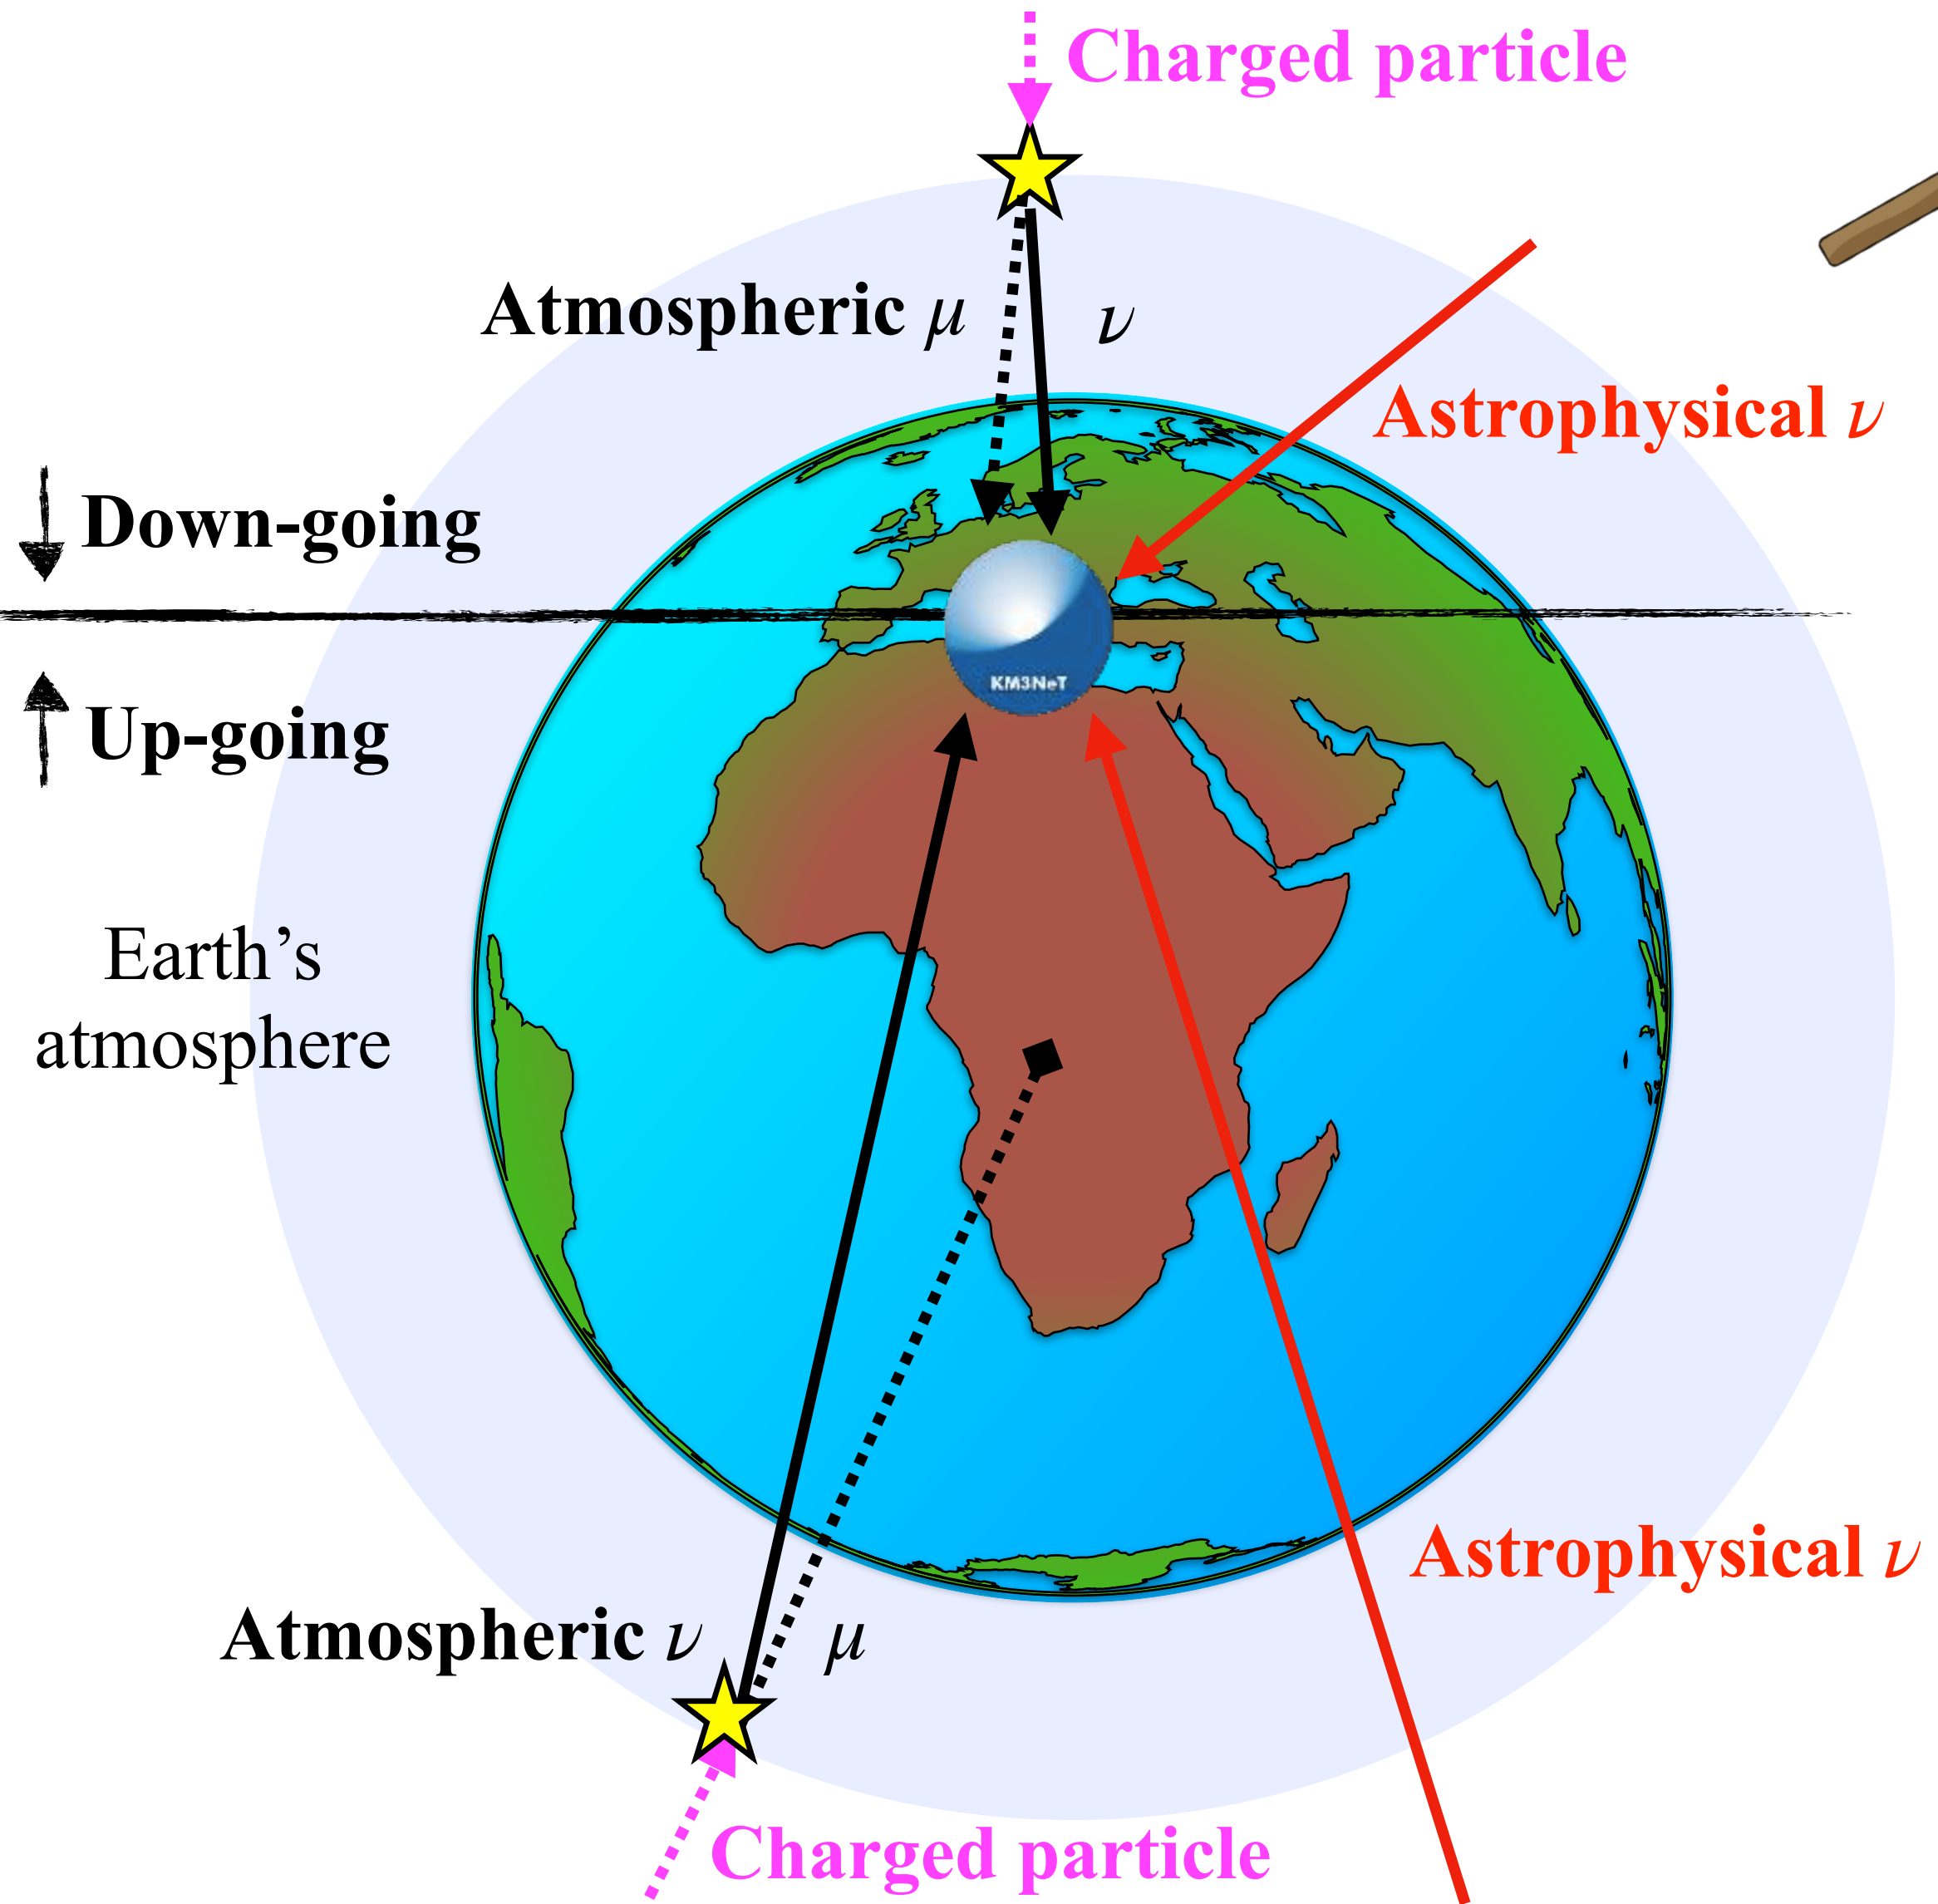 Charged particle
Atmospheric μ
ν
Astrophysical ν
Down-going
KM3NeT
Up-going
Earth's
atmosphere
Astrophysical ν
Atmospheric ν
μ
Charged particle